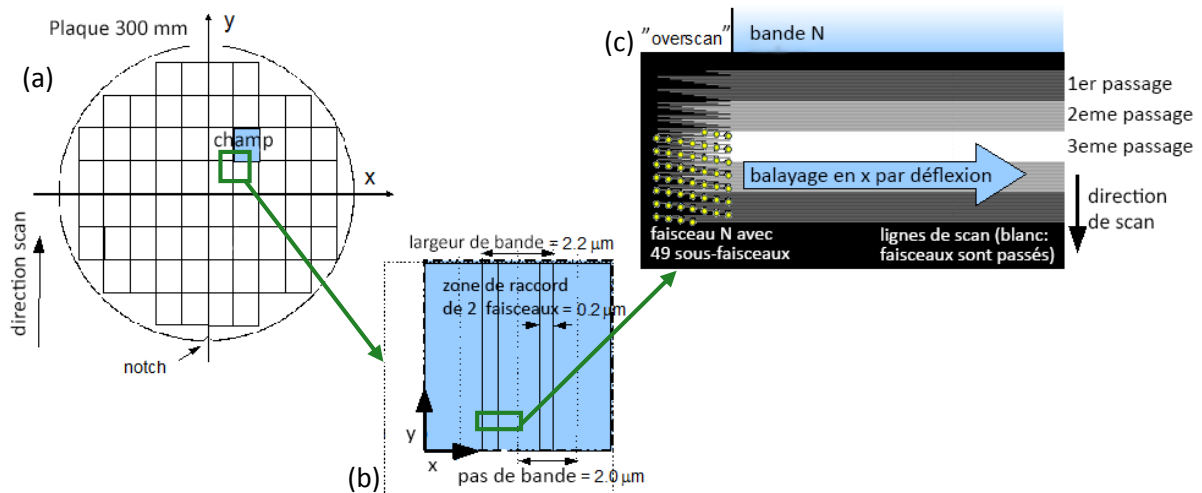 Plaque 300 mm
y
(a)
champ
x
direction scan
notch
largeur de bande = 2.2 µm
zone de raccord
de 2 faisceaux = 0.2 µm
y
x
pas de bande = 2.0 µm
(b)
(c)
"overscan"
bande N
1er passage
2eme passage
3eme passage
balayage en x par déflexion
direction
de scan
faisceau N avec
49 sous-faisceaux
lignes de scan (blanc:
faisceaux sont passés)